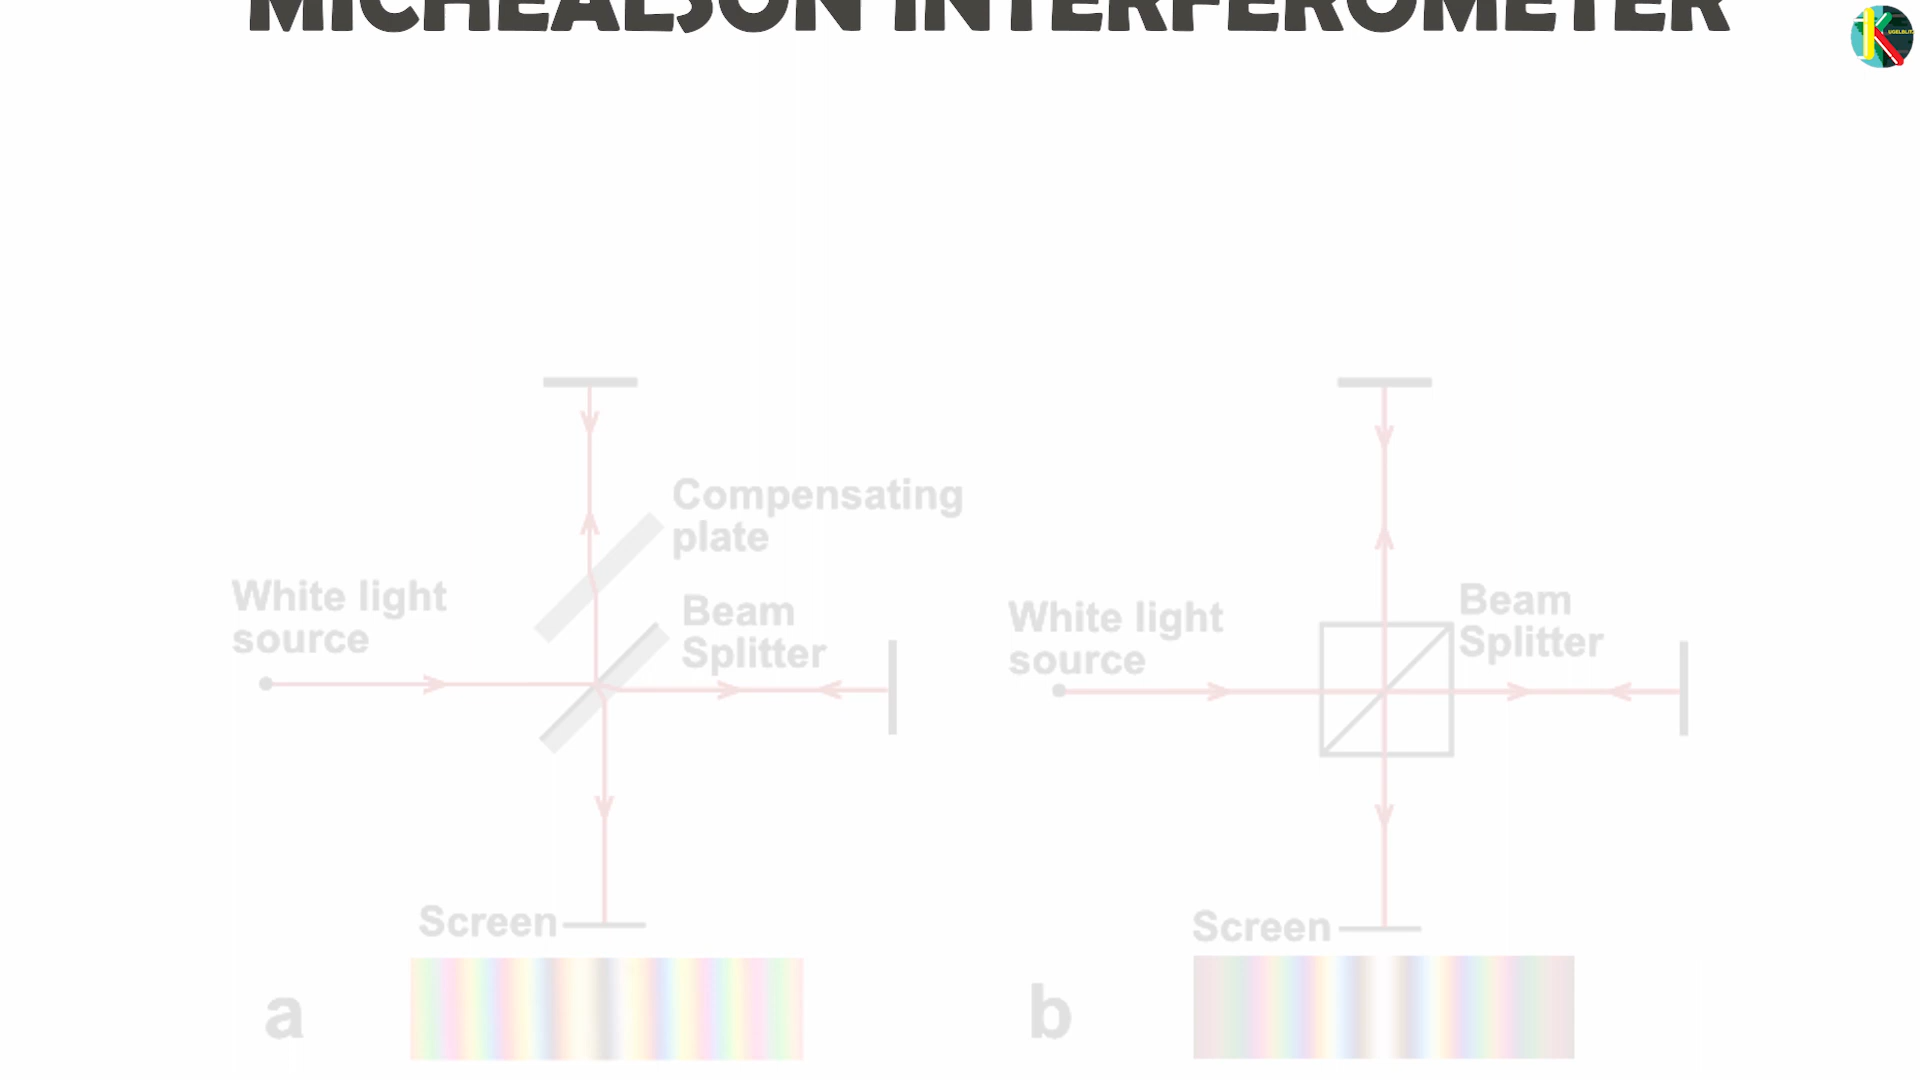 MICHEALSON INTERFEROMETER
Compensating
plate
White light
source
Beam
Splitter
White light
source
Beam
Splitter
Screen
Screen
a
b